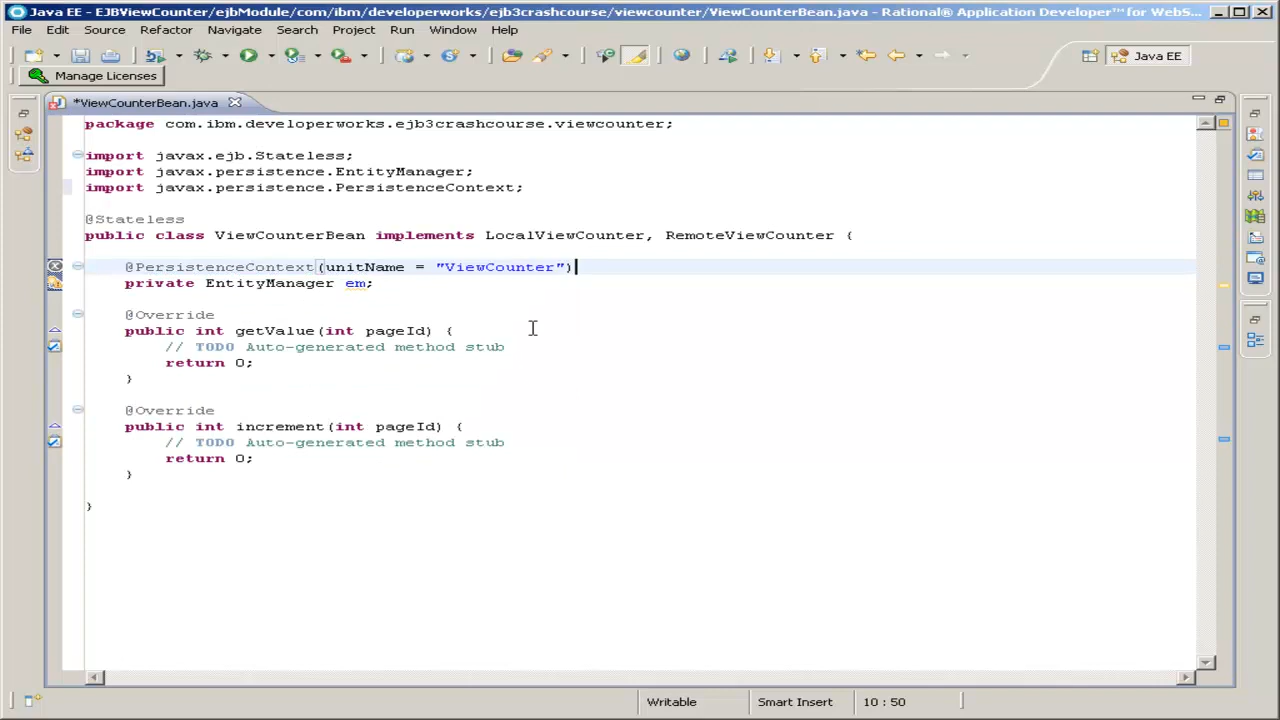 Java EE - EJBViewCounter/ejbModule/com/ibm/developerworks/ejb3crashcourse/viewcounter/ViewCounterBean.java - Rational® Application Developer™ for WebS...
File Edit Source Refactor Navigate Search Project Run Window Help
Java EE
Manage Licenses
*ViewCounterBean.java
package com.ibm.developerworks.ejb3crashcourse.viewcounter;
import javax.ejb.Stateless;
import javax.persistence.EntityManager;
import javax.persistence.PersistenceContext;
@Stateless
public class ViewCounterBean implements LocalViewCounter, RemoteViewCounter {
@PersistenceContext(unitName = "ViewCounter")
private EntityManager em;
@Override
public int getValue(int pageId) {
// TODO Auto-generated method stub
return 0;
}
@Override
public int increment(int pageId) {
// TODO Auto-generated method stub
return 0;
}
}
Writable Smart Insert 10 : 50